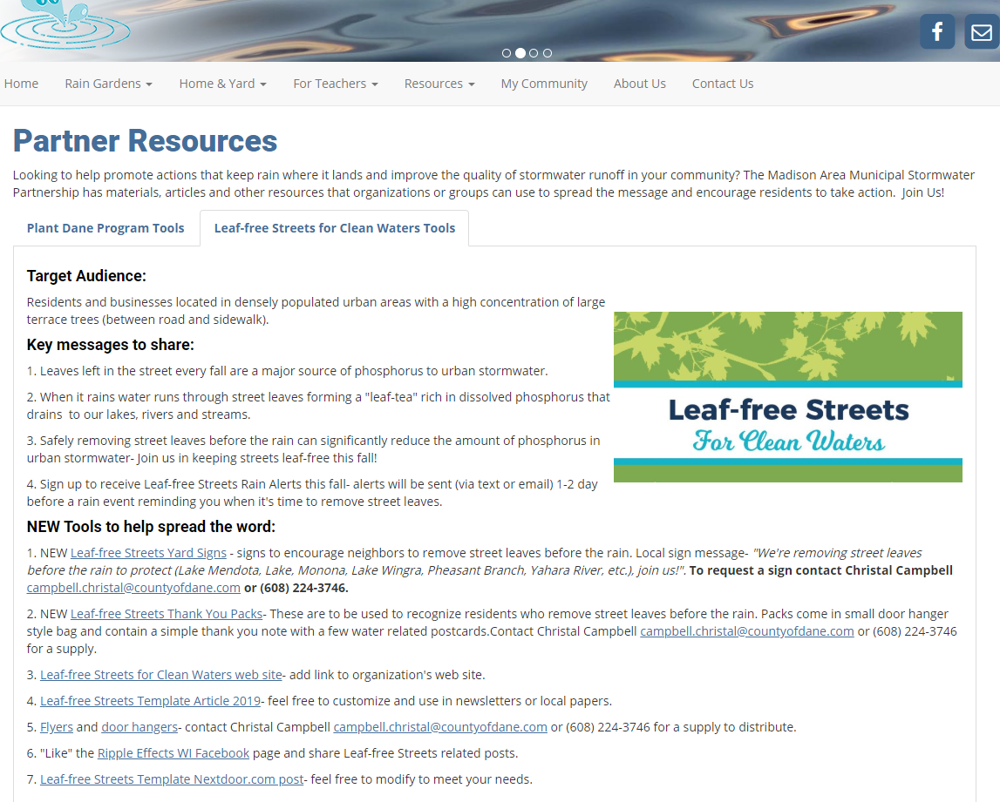 Home Rain Gardens Home & Yard For Teachers Resources My Community About Us Contact Us
Partner Resources
Looking to help promote actions that keep rain where it lands and improve the quality of stormwater runoff in your community? The Madison Area Municipal Stormwater
Partnership has materials, articles and other resources that organizations or groups can use to spread the message and encourage residents to take action.  Join Us!
Plant Dane Program Tools Leaf-free Streets for Clean Waters Tools
Target Audience:
Residents and businesses located in densely populated urban areas with a high concentration of large
terrace trees (between road and sidewalk).
Key messages to share:
1. Leaves left in the street every fall are a major source of phosphorus to urban stormwater.
2. When it rains water runs through street leaves forming a "leaf-tea" rich in dissolved phosphorus that
drains  to our lakes, rivers and streams.
3. Safely removing street leaves before the rain can significantly reduce the amount of phosphorus in
urban stormwater- Join us in keeping streets leaf-free this fall!
4. Sign up to receive Leaf-free Streets Rain Alerts this fall- alerts will be sent (via text or email) 1-2 day
before a rain event reminding you when it's time to remove street leaves.
Leaf-free Streets
For Clean Waters
NEW Tools to help spread the word:
1. NEW Leaf-free Streets Yard Signs - signs to encourage neighbors to remove street leaves before the rain. Local sign message- "We're removing street leaves
before the rain to protect (Lake Mendota, Lake, Monona, Lake Wingra, Pheasant Branch, Yahara River, etc.), join us!". To request a sign contact Christal Campbell
campbell.christal@countyofdane.com or (608) 224-3746.
2. NEW Leaf-free Streets Thank You Packs- These are to be used to recognize residents who remove street leaves before the rain. Packs come in small door hanger
style bag and contain a simple thank you note with a few water related postcards.Contact Christal Campbell campbell.christal@countyofdane.com or (608) 224-3746
for a supply.
3. Leaf-free Streets for Clean Waters web site- add link to organization's web site.
4. Leaf-free Streets Template Article 2019- feel free to customize and use in newsletters or local papers.
5. Flyers and door hangers- contact Christal Campbell campbell.christal@countyofdane.com or (608) 224-3746 for a supply to distribute.
6. "Like" the Ripple Effects WI Facebook page and share Leaf-free Streets related posts.
7. Leaf-free Streets Template Nextdoor.com post- feel free to modify to meet your needs.